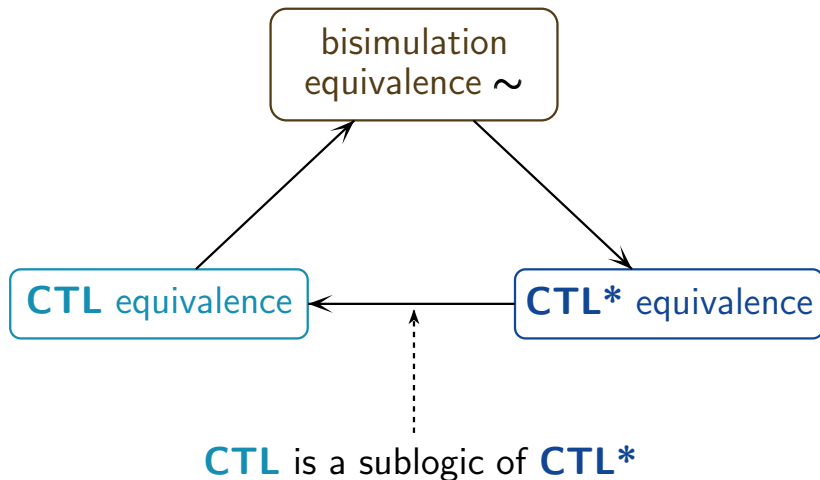 bisimulation
equivalence ∼
CTL equivalence
CTL* equivalence
CTL is a sublogic of CTL*